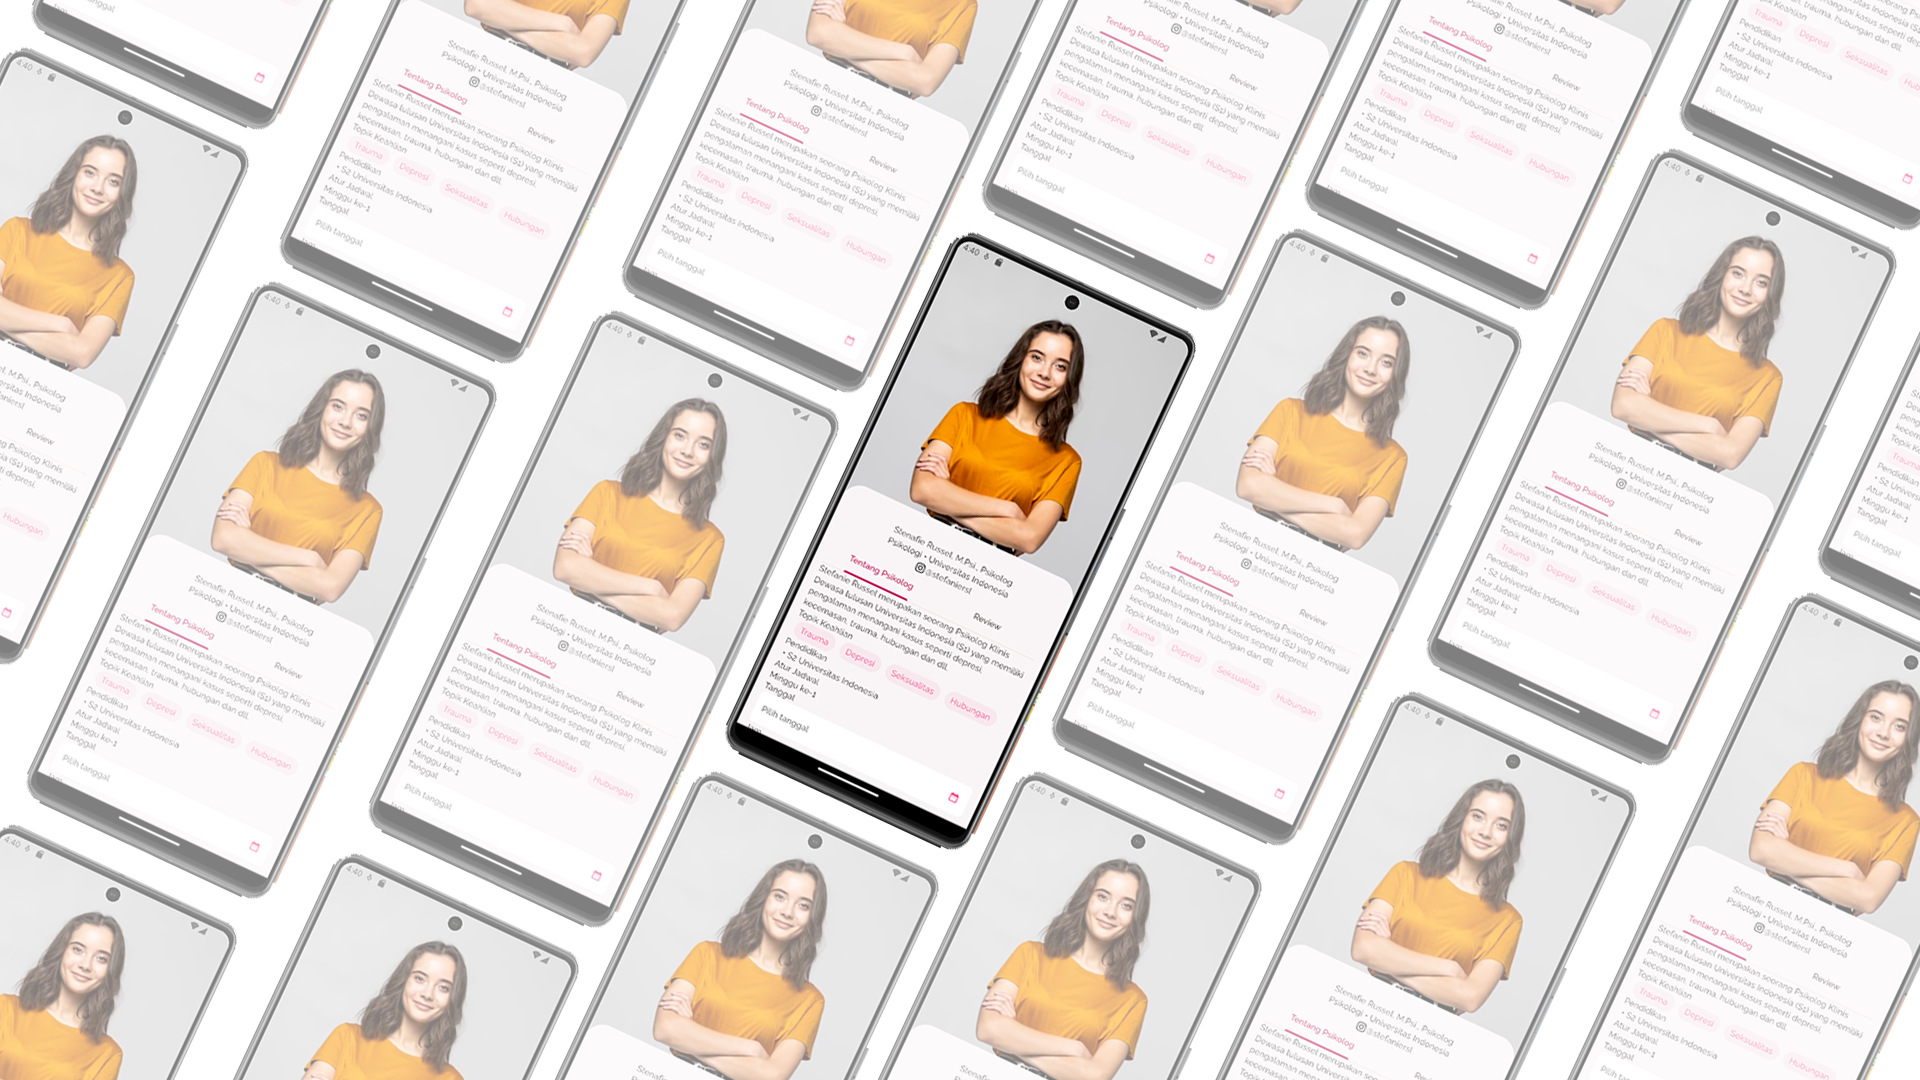 4:40
Stenafie Russel, M.Psi., Psikolog
Psikologi • Universitas Indonesia
@stefaniersl
Tentang Psikolog
Review
Stefanie Russel merupakan seorang Psikolog Klinis
Dewasa lulusan Universitas Indonesia (S1) yang memiliki
pengalaman menangani kasus seperti depresi,
kecemasan, trauma, hubungan dan dll.
Topik Keahlian
Trauma
Depresi
Seksualitas
Hubungan
Pendidikan
• S2 Universitas Indonesia
Atur Jadwal
Minggu ke-1
Tanggal
Pilih tanggal